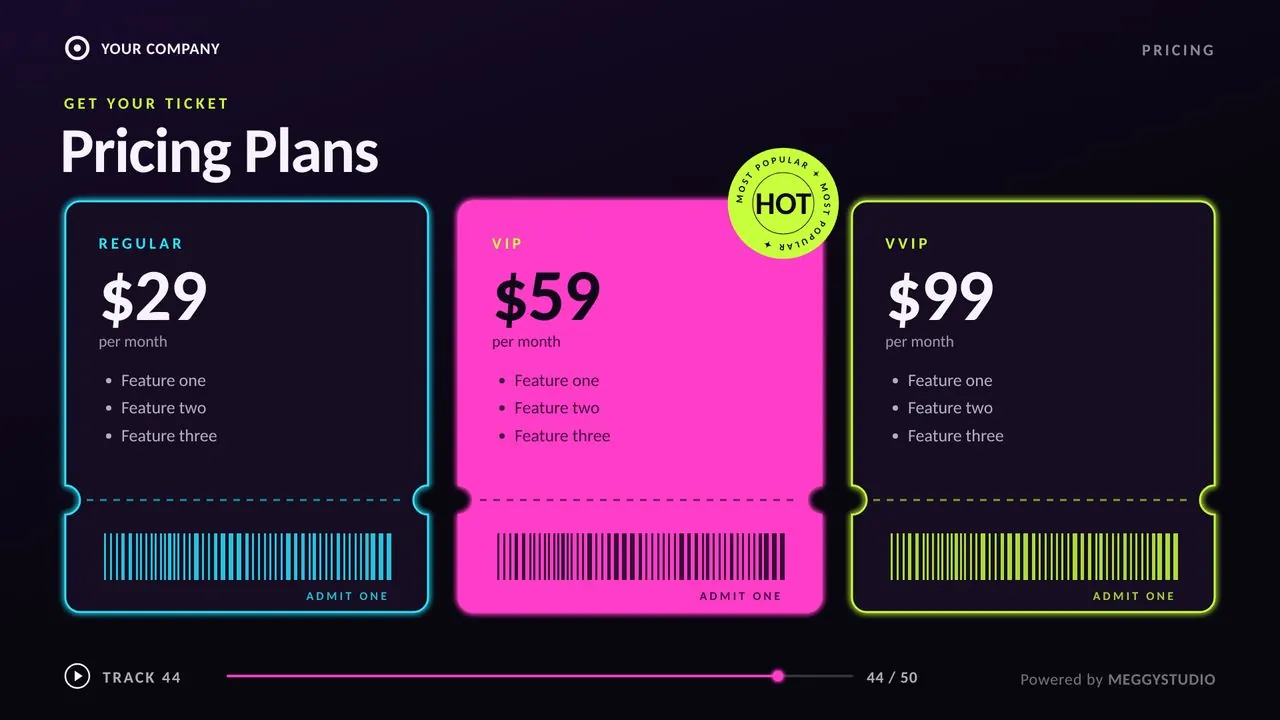 YOUR COMPANY
PRICING
GET YOUR TICKET
Pricing Plans
MOST POPULAR ✦ MOST POPULAR ✦
HOT
REGULAR
$29
per month
• Feature one
• Feature two
• Feature three
ADMIT ONE
VIP
$59
per month
• Feature one
• Feature two
• Feature three
ADMIT ONE
VVIP
$99
per month
• Feature one
• Feature two
• Feature three
ADMIT ONE
TRACK 44
44 / 50
Powered by MEGGYSTUDIO